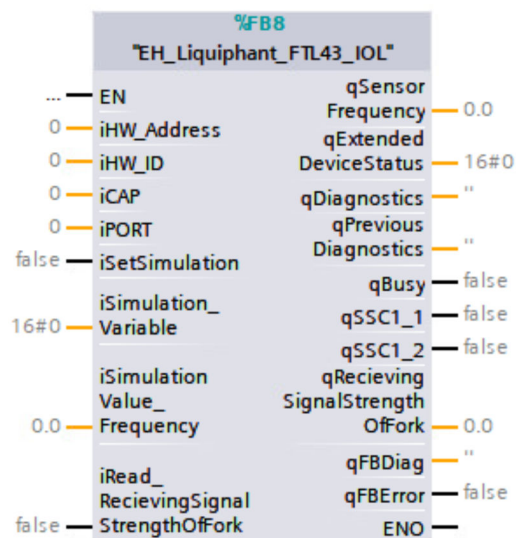 %FB8
"EH_Liquiphant_FTL43_IOL"
... EN
0 iHW_Address
0 iHW_ID
0 iCAP
0 iPORT
false iSetSimulation
iSimulation_
16#0 Variable
iSimulation
Value_
0.0 Frequency
iRead_
RecievingSignal
false StrengthOfFork
qSensor
Frequency 0.0
qExtended
DeviceStatus 16#0
qDiagnostics ''
qPrevious
Diagnostics ''
qBusy false
qSSC1_1 false
qSSC1_2 false
qRecieving
SignalStrength
OfFork 0.0
qFBDiag ''
qFBError false
ENO